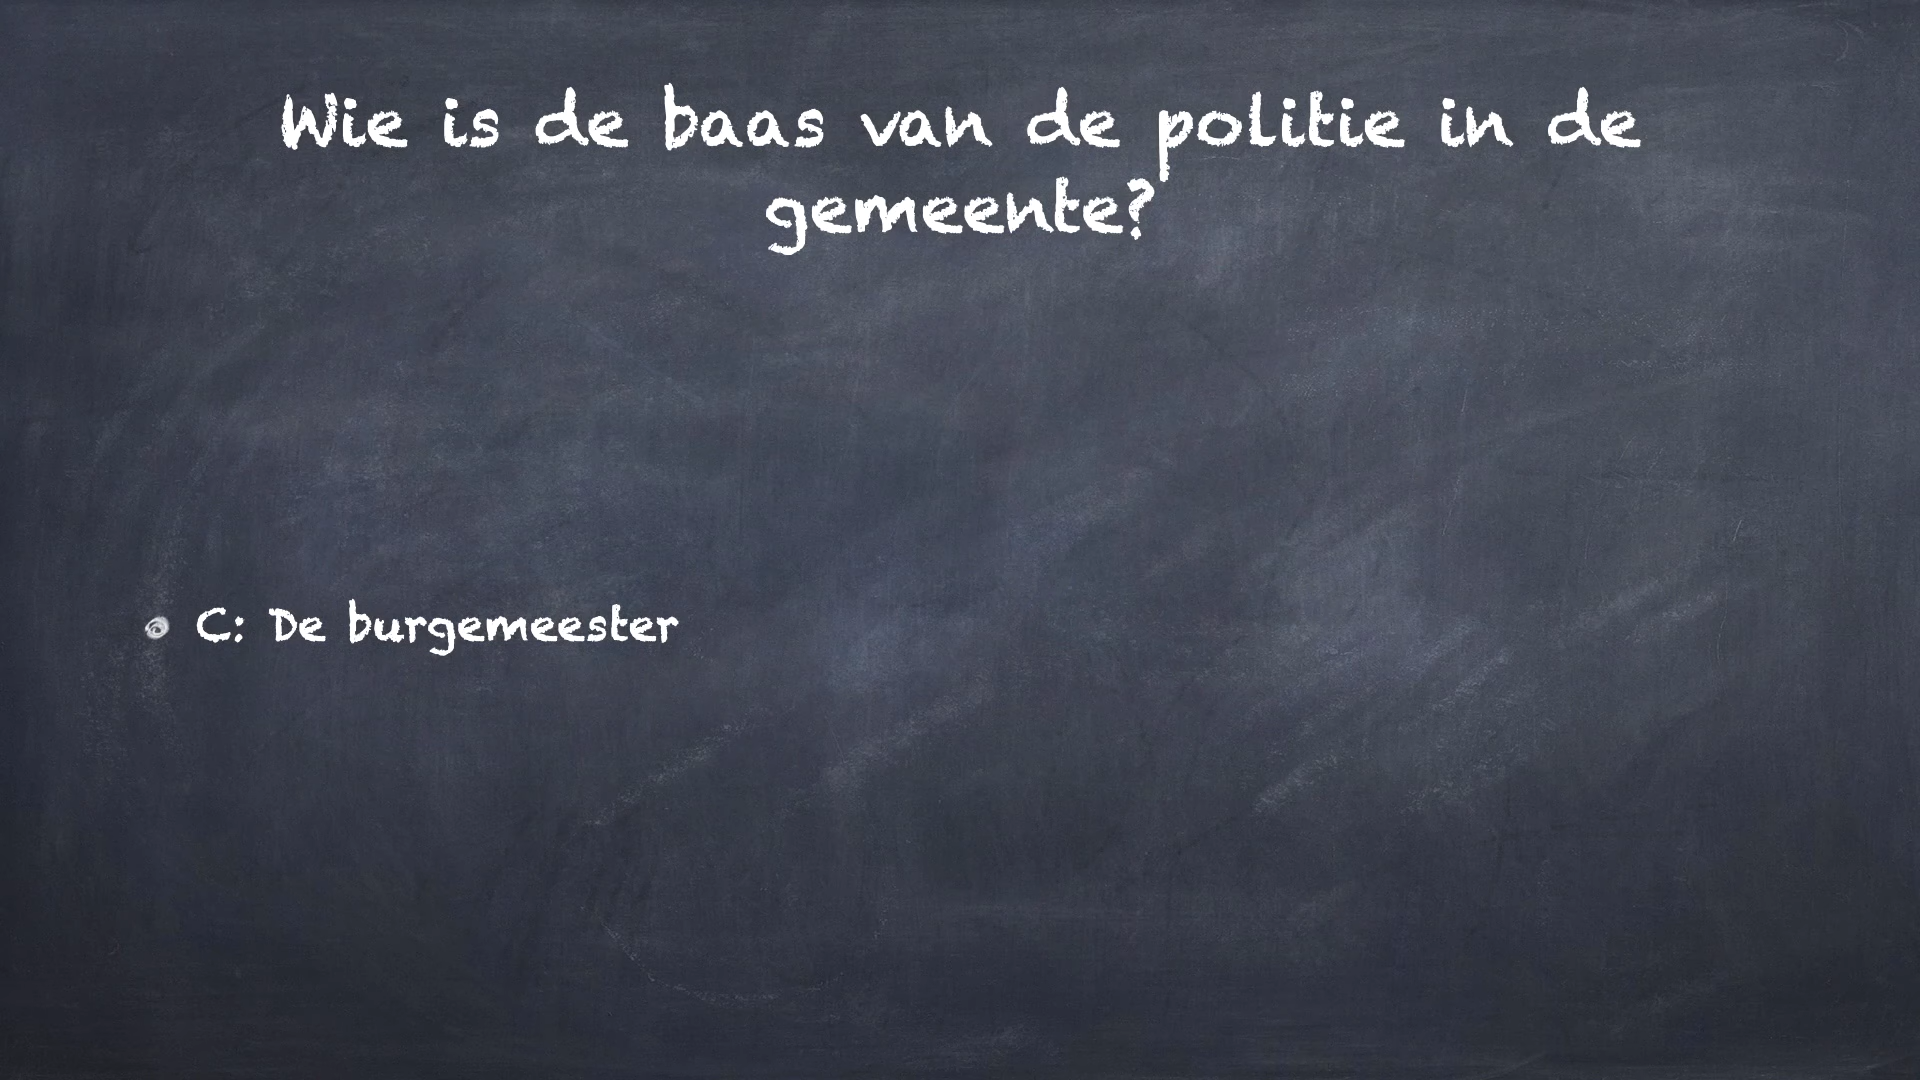 Wie is de baas van de politie in de
gemeente?
C: De burgemeester